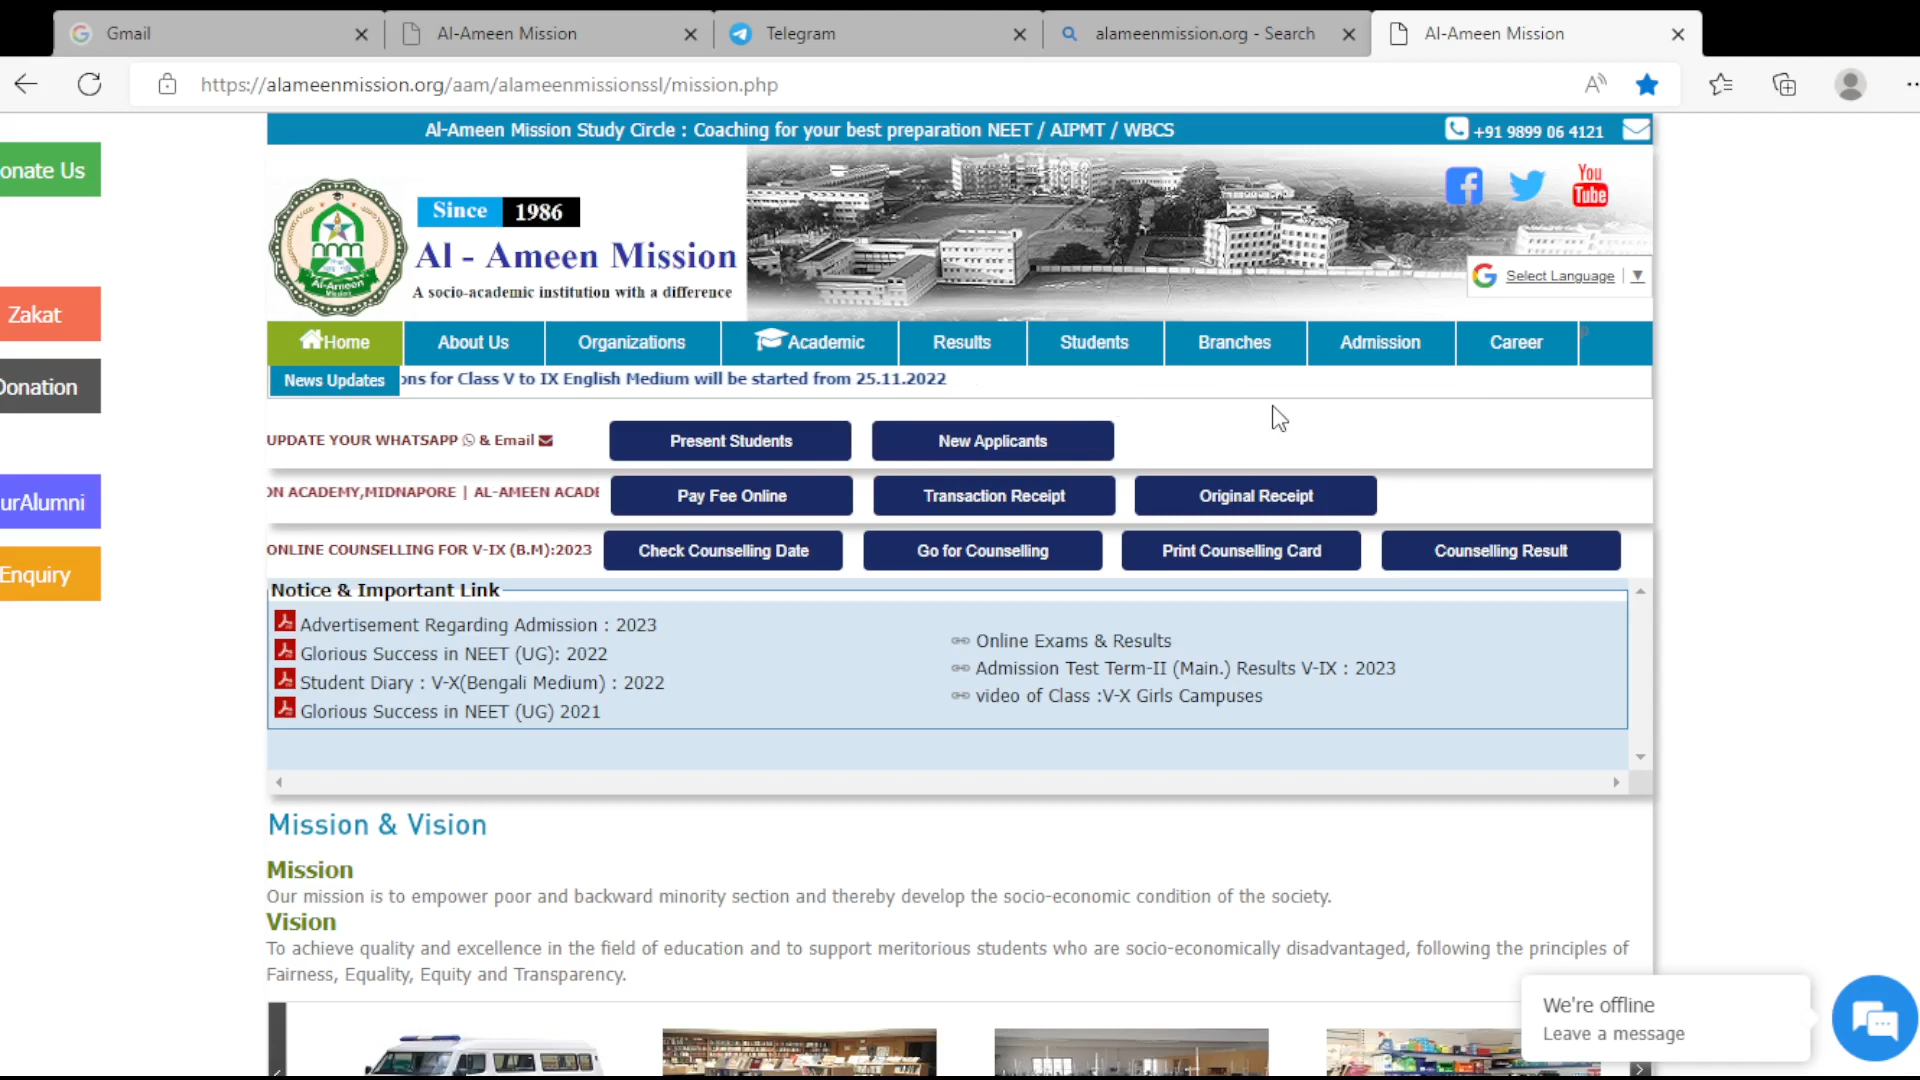 Gmail
Al-Ameen Mission
Telegram
alameenmission.org - Search
Al-Ameen Mission
https://alameenmission.org/aam/alameenmissionssl/mission.php
Al-Ameen Mission Study Circle : Coaching for your best preparation NEET / AIPMT / WBCS
+91 9899 06 4121
onate Us
Zakat
Donation
urAlumni
Enquiry
Since 1986
Al - Ameen Mission
A socio-academic institution with a difference
Al-Ameen
Mission
You
Tube
Select Language
Home
About Us
Organizations
Academic
Results
Students
Branches
Admission
Career
News Updates
ons for Class V to IX English Medium will be started from 25.11.2022
UPDATE YOUR WHATSAPP & Email
Present Students
New Applicants
ON ACADEMY,MIDNAPORE | AL-AMEEN ACADE
Pay Fee Online
Transaction Receipt
Original Receipt
ONLINE COUNSELLING FOR V-IX (B.M):2023
Check Counselling Date
Go for Counselling
Print Counselling Card
Counselling Result
Notice & Important Link
Advertisement Regarding Admission : 2023
Glorious Success in NEET (UG): 2022
Student Diary : V-X(Bengali Medium) : 2022
Glorious Success in NEET (UG) 2021
Online Exams & Results
Admission Test Term-II (Main.) Results V-IX : 2023
video of Class :V-X Girls Campuses
Mission & Vision
Mission
Our mission is to empower poor and backward minority section and thereby develop the socio-economic condition of the society.
Vision
To achieve quality and excellence in the field of education and to support meritorious students who are socio-economically disadvantaged, following the principles of
Fairness, Equality, Equity and Transparency.
We're offline
Leave a message